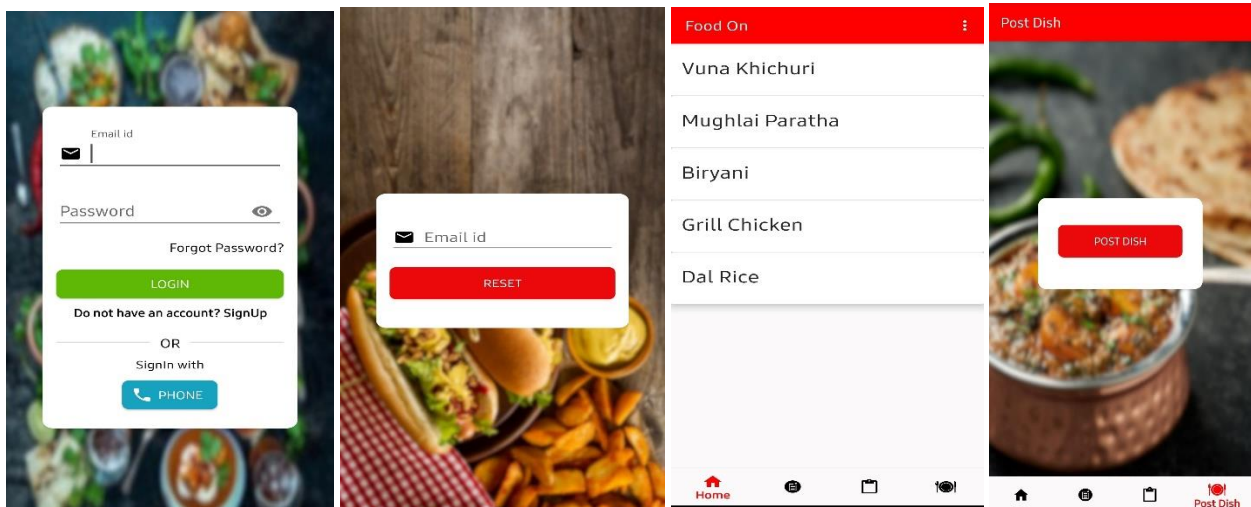 Email id
Password
Forgot Password?
LOGIN
Do not have an account? SignUp
OR
SignIn with
PHONE
Email id
RESET
Food On
Vuna Khichuri
Mughlai Paratha
Biryani
Grill Chicken
Dal Rice
Home
Post Dish
POST DISH
Post Dish